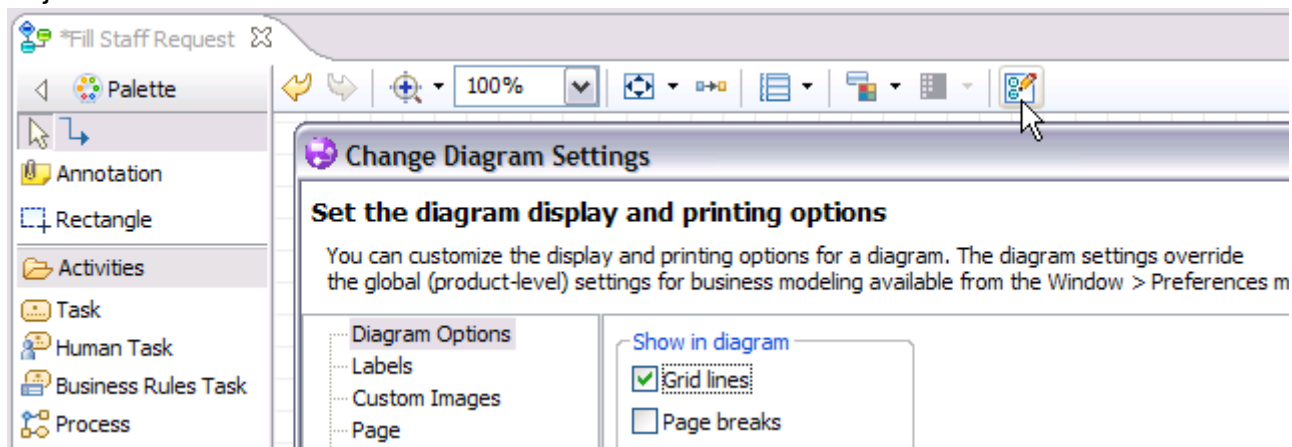 *Fill Staff Request
Palette
100%
Annotation
Rectangle
Activities
Task
Human Task
Business Rules Task
Process
Change Diagram Settings
Set the diagram display and printing options
You can customize the display and printing options for a diagram. The diagram settings override
the global (product-level) settings for business modeling available from the Window > Preferences m
Diagram Options
Labels
Custom Images
Page
Show in diagram
Grid lines
Page breaks